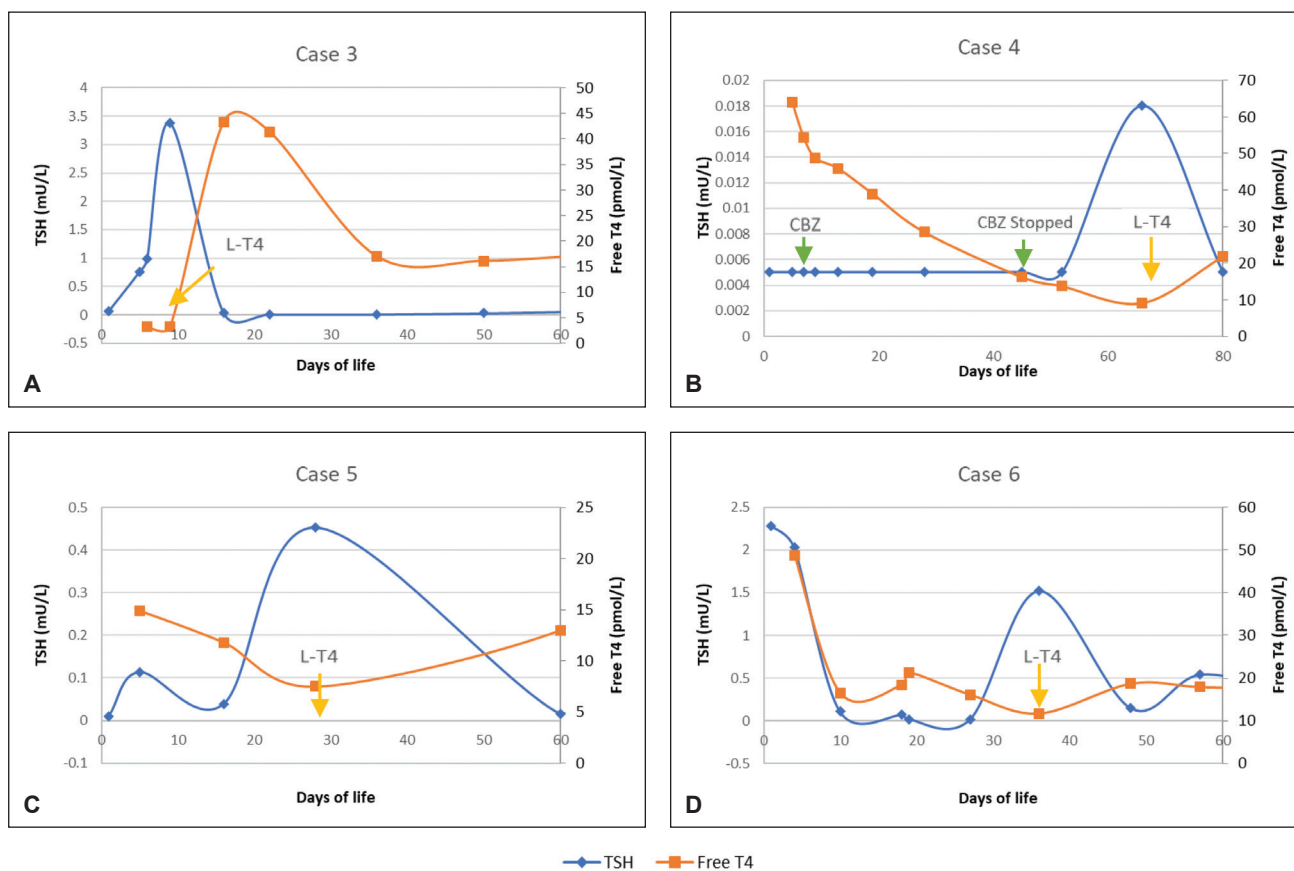 Case 3
TSH (mU/L)
4
3.5
3
2.5
2
1.5
1
0.5
0
-0.5
50
45
40
35
30
25
20
15
10
5
0
Free T4 (pmol/L)
L-T4
0 10 20 30 40 50 60
Days of life
A
Case 4
TSH (mU/L)
0.02
0.018
0.016
0.014
0.012
0.01
0.008
0.006
0.004
0.002
0
70
60
50
40
30
20
10
0
Free T4 (pmol/L)
CBZ
CBZ Stopped
L-T4
0 20 40 60 80
Days of life
B
Case 5
TSH (mU/L)
0.5
0.4
0.3
0.2
0.1
0
-0.1
25
20
15
10
5
0
Free T4 (pmol/L)
L-T4
0 10 20 30 40 50 60
Days of life
C
Case 6
TSH (mU/L)
2.5
2
1.5
1
0.5
0
-0.5
60
50
40
30
20
10
0
Free T4 (pmol/L)
L-T4
0 10 20 30 40 50 60
Days of life
D
TSH Free T4